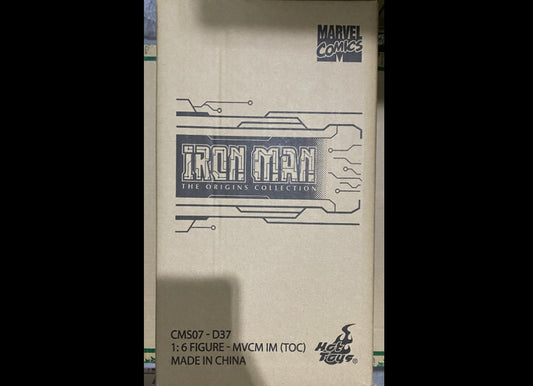 MARVEL
COMICS
M
IRON MAN
THE ORIGINS COLLECTION
CMS07 - D37
1: 6 FIGURE - MVCM IM (TOC)
MADE IN CHINA
Hot
Toys®